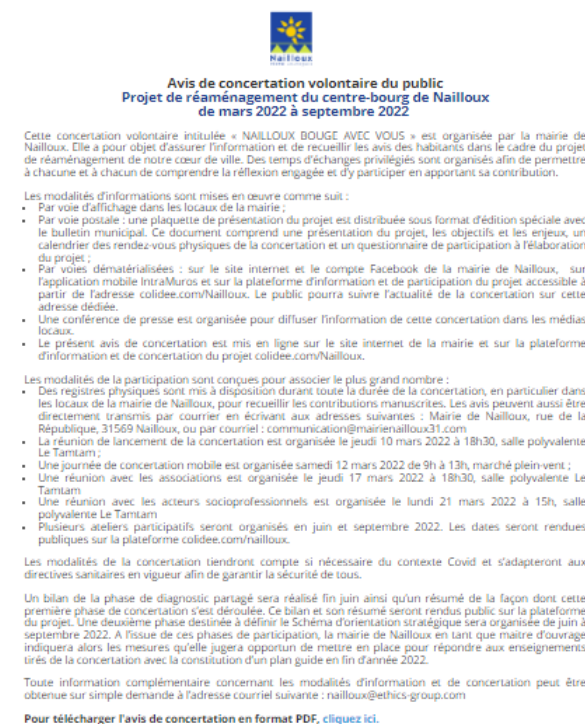 Nailloux
Avis de concertation volontaire du public
Projet de réaménagement du centre-bourg de Nailloux
de mars 2022 à septembre 2022
Cette concertation volontaire intitulée « NAILLOUX BOUGE AVEC VOUS » est organisée par la mairie de
Nailloux. Elle a pour objet d'assurer l'information et de recueillir les avis des habitants dans le cadre du projet
de réaménagement de notre cœur de ville. Des temps d'échanges privilégiés sont organisés afin de permettre
à chacune et à chacun de comprendre la réflexion engagée et d'y participer en apportant sa contribution.
Les modalités d'informations sont mises en œuvre comme suit :
• Par voie d'affichage dans les locaux de la mairie ;
• Par voie postale : une plaquette de présentation du projet est distribuée sous format d'édition spéciale avec
le bulletin municipal. Ce document comprend une présentation du projet, les objectifs et les enjeux, un
calendrier des rendez-vous physiques de la concertation et un questionnaire de participation à l'élaboration
du projet ;
• Par voies dématérialisées : sur le site internet et le compte Facebook de la mairie de Nailloux, sur
l'application mobile IntraMuros et sur la plateforme d'information et de participation du projet accessible à
partir de l'adresse colidee.com/Nailloux. Le public pourra suivre l'actualité de la concertation sur cette
adresse dédiée.
• Une conférence de presse est organisée pour diffuser l'information de cette concertation dans les médias
locaux.
• Le présent avis de concertation est mis en ligne sur le site internet de la mairie et sur la plateforme
d'information et de concertation du projet colidee.com/Nailloux.
Les modalités de la participation sont conçues pour associer le plus grand nombre :
• Des registres physiques sont mis à disposition durant toute la durée de la concertation, en particulier dans
les locaux de la mairie de Nailloux, pour recueillir les contributions manuscrites. Les avis peuvent aussi être
directement transmis par courrier en écrivant aux adresses suivantes : Mairie de Nailloux, rue de la
République, 31569 Nailloux, ou par courriel : communication@mairienailloux31.com
• La réunion de lancement de la concertation est organisée le jeudi 10 mars 2022 à 18h30, salle polyvalente
Le Tamtam ;
• Une journée de concertation mobile est organisée samedi 12 mars 2022 de 9h à 13h, marché plein-vent ;
• Une réunion avec les associations est organisée le jeudi 17 mars 2022 à 18h30, salle polyvalente Le
Tamtam
• Une réunion avec les acteurs socioprofessionnels est organisée le lundi 21 mars 2022 à 15h, salle
polyvalente Le Tamtam
• Plusieurs ateliers participatifs seront organisés en juin et septembre 2022. Les dates seront rendues
publiques sur la plateforme colidee.com/nailloux.
Les modalités de la concertation tiendront compte si nécessaire du contexte Covid et s'adapteront aux
directives sanitaires en vigueur afin de garantir la sécurité de tous.
Un bilan de la phase de diagnostic partagé sera réalisé fin juin ainsi qu'un résumé de la façon dont cette
première phase de concertation s'est déroulée. Ce bilan et son résumé seront rendus public sur la plateforme
du projet. Une deuxième phase destinée à définir le Schéma d'orientation stratégique sera organisée de juin à
septembre 2022. A l'issue de ces phases de participation, la mairie de Nailloux en tant que maitre d'ouvrage
indiquera alors les mesures qu'elle jugera opportun de mettre en place pour répondre aux enseignements
tirés de la concertation avec la constitution d'un plan guide en fin d'année 2022.
Toute information complémentaire concernant les modalités d'information et de concertation peut être
obtenue sur simple demande à l'adresse courriel suivante : nailloux@ethics-group.com
Pour télécharger l'avis de concertation en format PDF, cliquez ici.